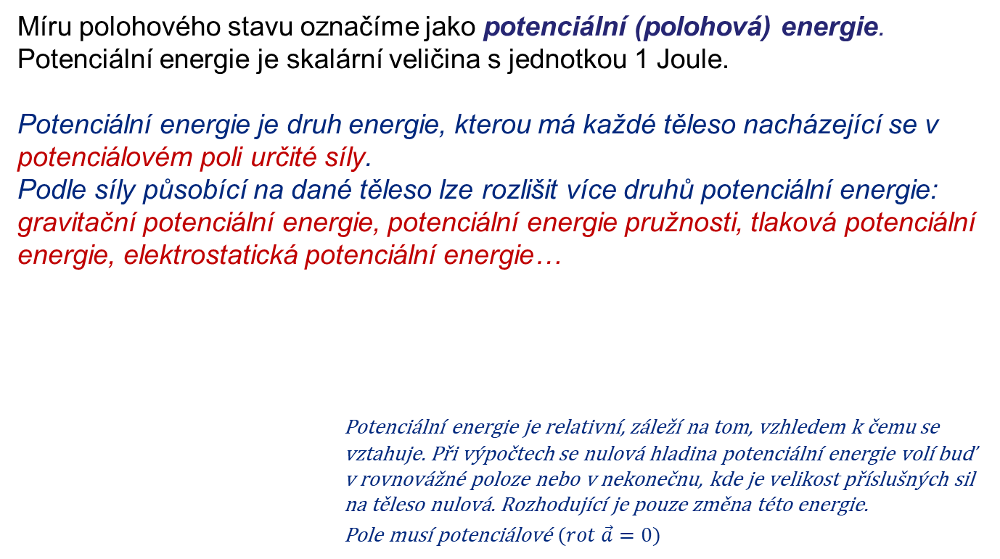 Míru polohového stavu označíme jako potenciální (polohová) energie.
Potenciální energie je skalární veličina s jednotkou 1 Joule.
Potenciální energie je druh energie, kterou má každé těleso nacházející se v
potenciálovém poli určité síly.
Podle síly působící na dané těleso lze rozlišit více druhů potenciální energie:
gravitační potenciální energie, potenciální energie pružnosti, tlaková potenciální
energie, elektrostatická potenciální energie…
Potenciální energie je relativní, záleží na tom, vzhledem k čemu se
vztahuje. Při výpočtech se nulová hladina potenciální energie volí buď
v rovnovážné poloze nebo v nekonečnu, kde je velikost příslušných sil
na těleso nulová. Rozhodující je pouze změna této energie.
Pole musí potenciálové (rot a⃗ = 0)